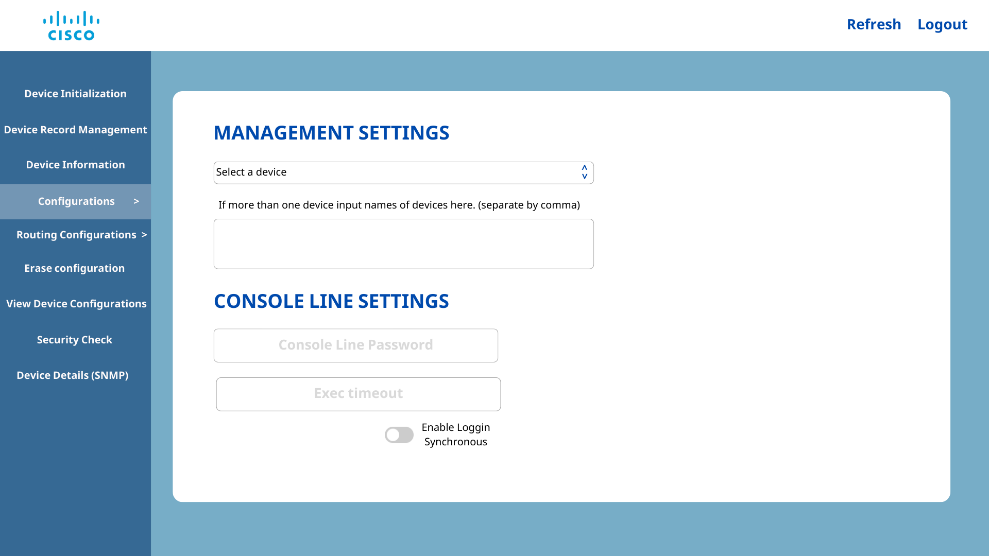 CISCO
Refresh
Logout
Device Initialization
Device Record Management
Device Information
Configurations >
Routing Configurations >
Erase configuration
View Device Configurations
Security Check
Device Details (SNMP)
MANAGEMENT SETTINGS
Select a device
If more than one device input names of devices here. (separate by comma)
CONSOLE LINE SETTINGS
Console Line Password
Exec timeout
Enable Loggin
Synchronous